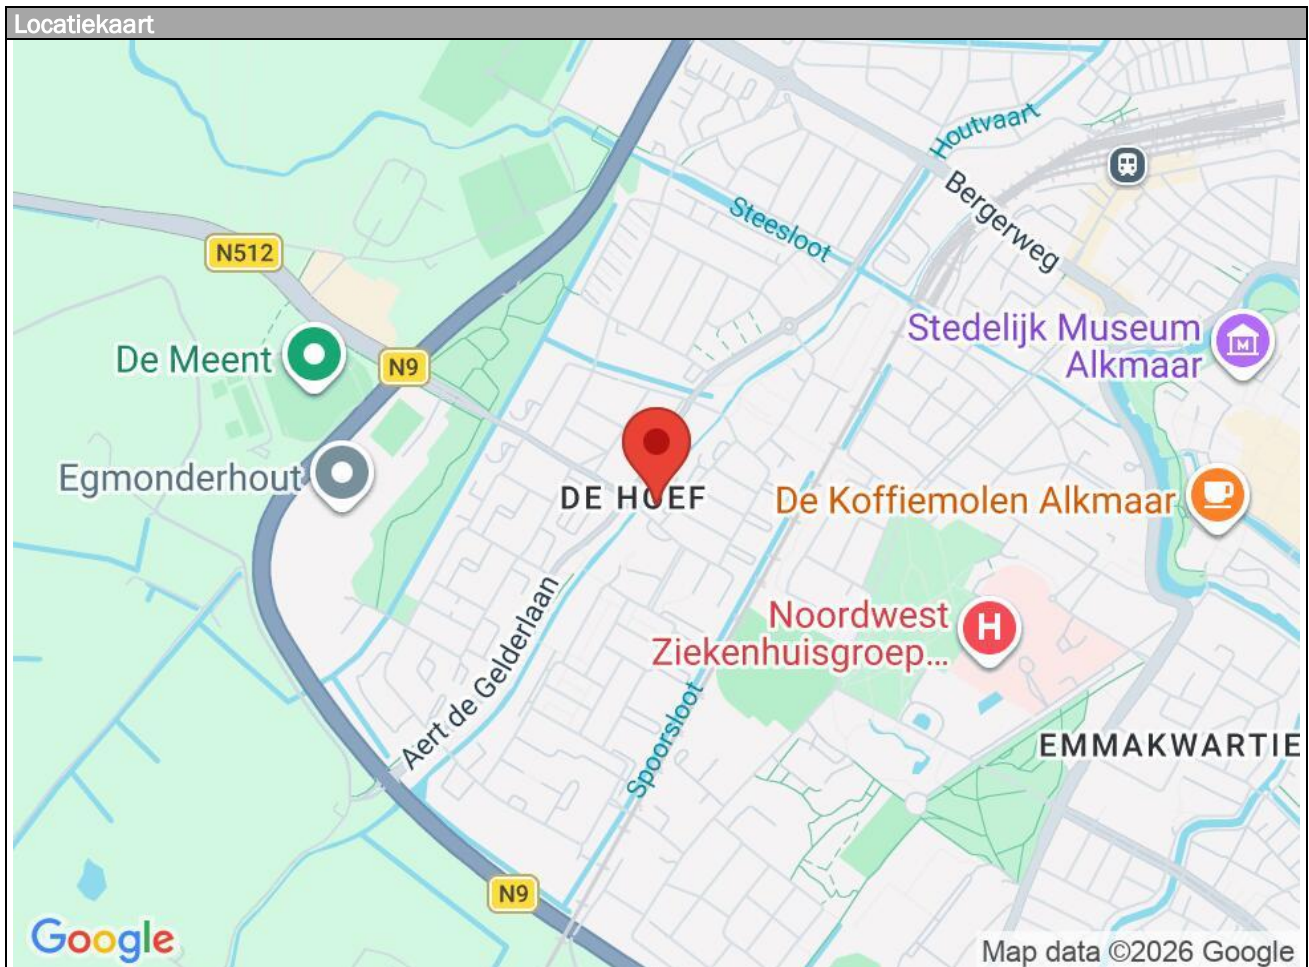 Locatiekaart
Houtvaart
Bergerweg
Steesloot
N512
Stedelijk Museum
Alkmaar
De Meent
N9
Egmonderhout
DE HOEF
De Koffiemolen Alkmaar
Noordwest
Ziekenhuisgroep...
Aert de Gelderlaan
Spoorsloot
EMMAKWARTIE
N9
Google
Map data ©2026 Google